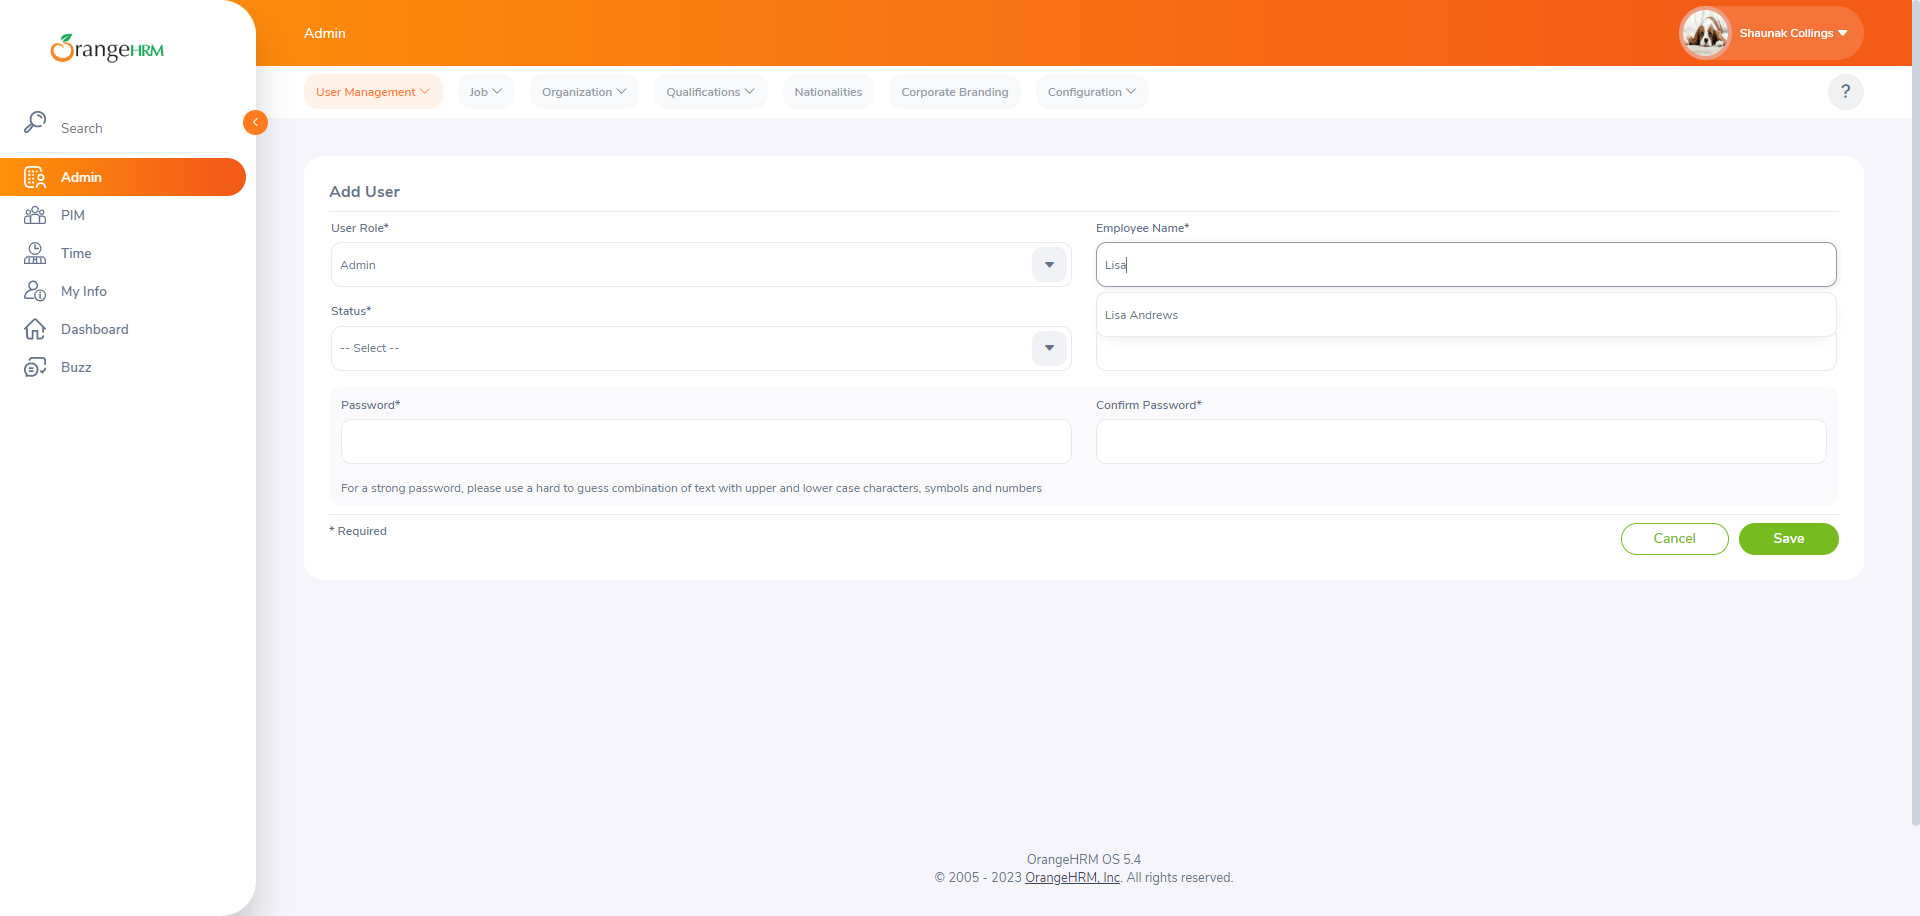 OrangeHRM
Search
Admin
PIM
Time
My Info
Dashboard
Buzz
Admin
Shaunak Collings
User Management
Job
Organization
Qualifications
Nationalities
Corporate Branding
Configuration
?
Add User
User Role*
Employee Name*
Admin
Lisa
Lisa Andrews
Status*
-- Select --
Password*
Confirm Password*
For a strong password, please use a hard to guess combination of text with upper and lower case characters, symbols and numbers
* Required
Cancel
Save
OrangeHRM OS 5.4
© 2005 - 2023 OrangeHRM, Inc. All rights reserved.